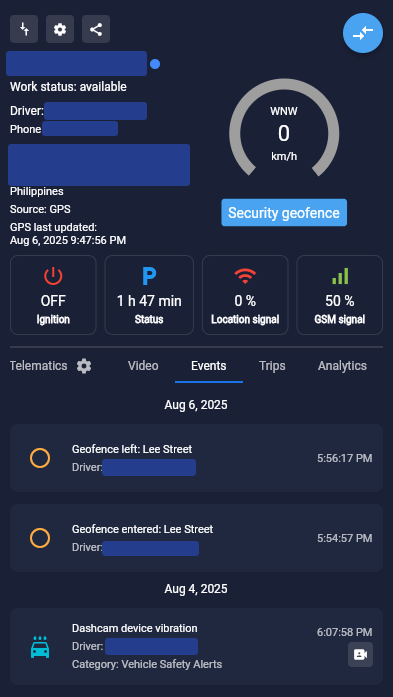 Work status: available
Driver:
Phone
Philippines
Source: GPS
GPS last updated:
Aug 6, 2025 9:47:56 PM
WNW
0
km/h
Security geofence
OFF
Ignition
P
1 h 47 min
Status
0 %
Location signal
50 %
GSM signal
Telematics Video Events Trips Analytics
Aug 6, 2025
Geofence left: Lee Street
Driver:
5:56:17 PM
Geofence entered: Lee Street
Driver:
5:54:57 PM
Aug 4, 2025
Dashcam device vibration
Driver:
Category: Vehicle Safety Alerts
6:07:58 PM